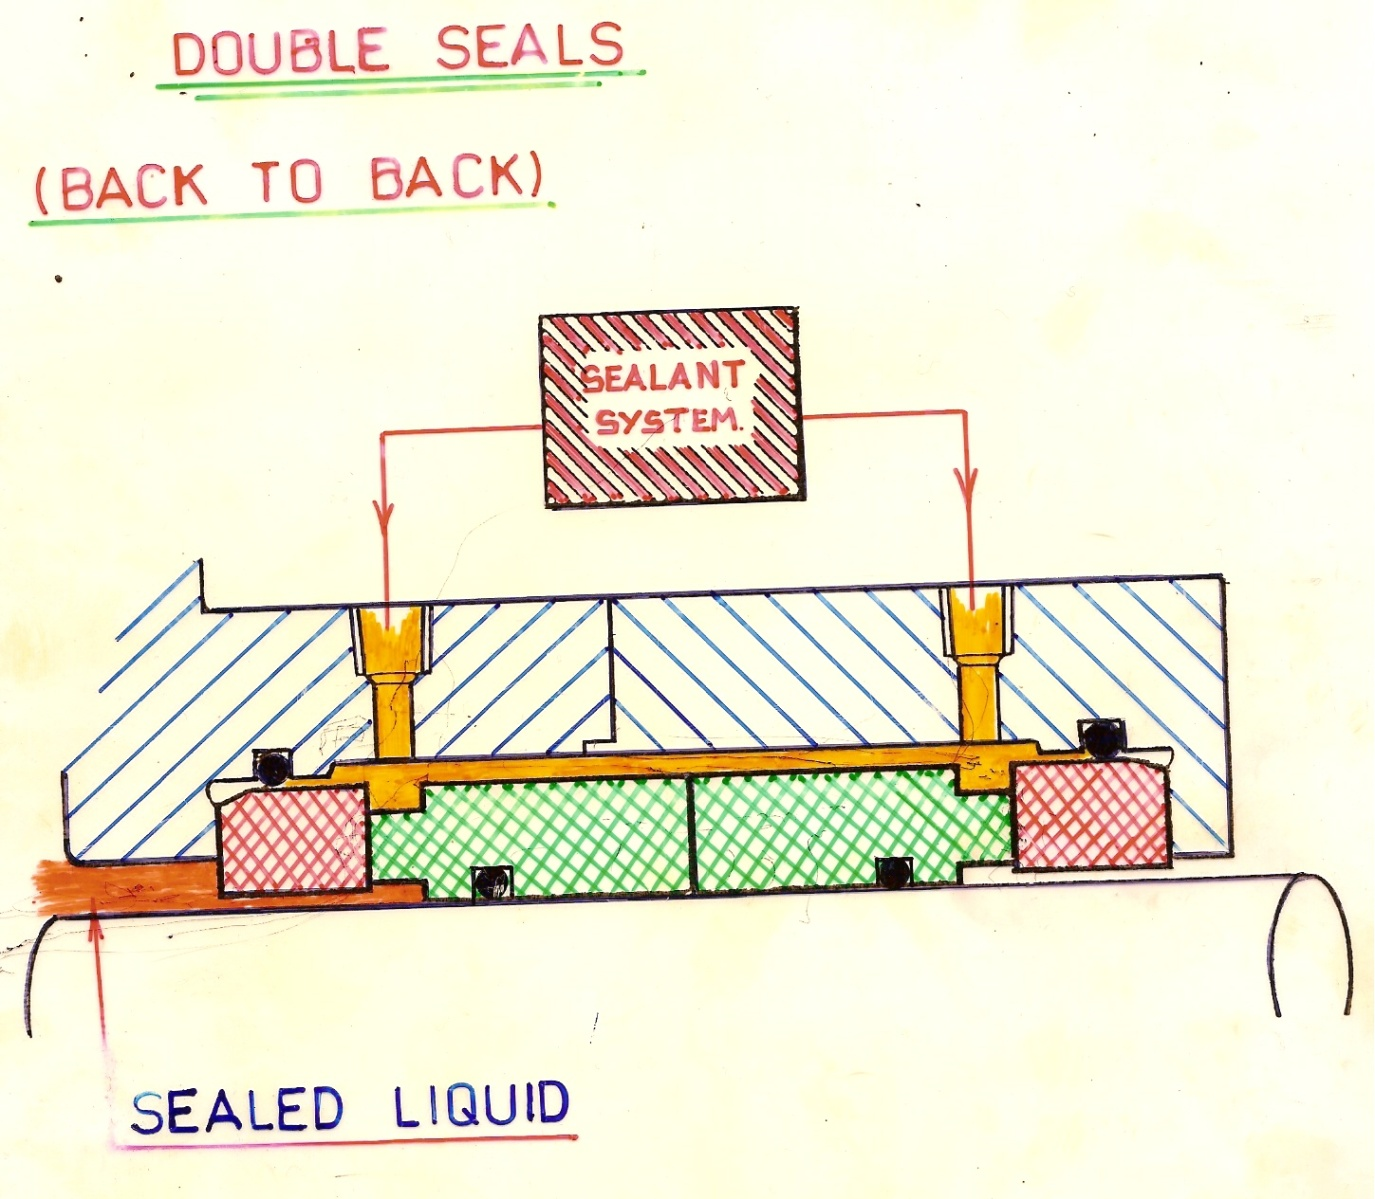 DOUBLE SEALS
(BACK TO BACK)
SEALANT
SYSTEM.
SEALED LIQUID